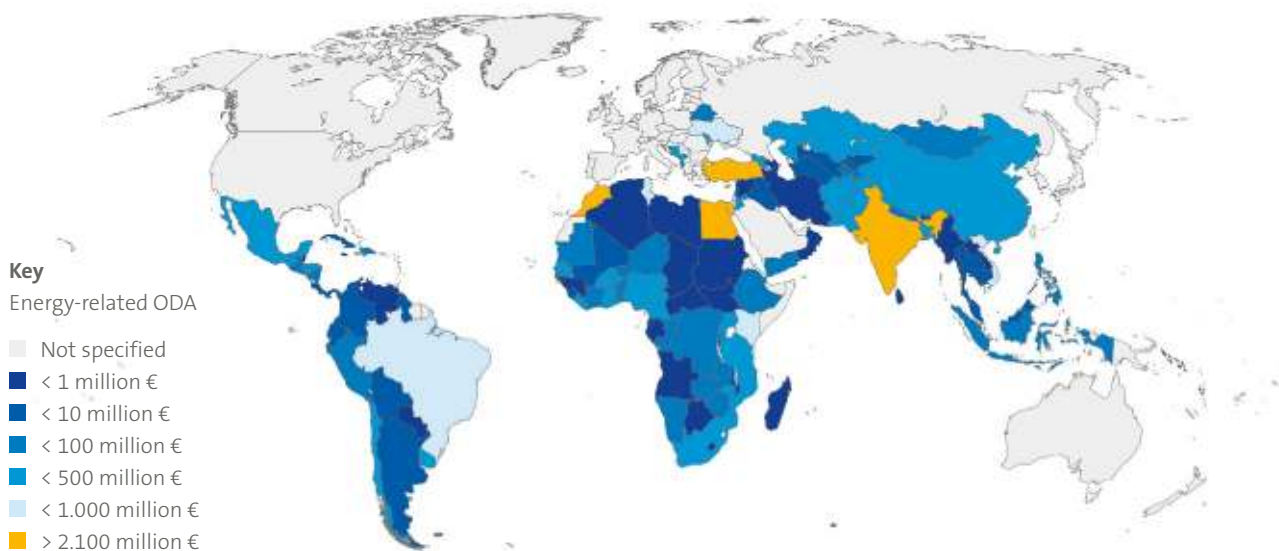 Key
Energy-related ODA
Not specified
< 1 million €
< 10 million €
< 100 million €
< 500 million €
< 1.000 million €
> 2.100 million €